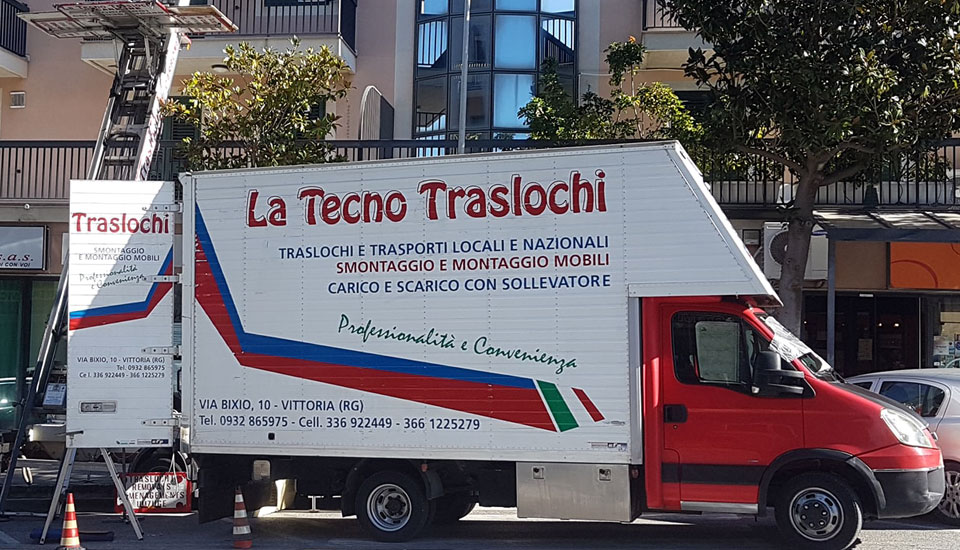 La Tecno Traslochi
TRASLOCHI E TRASPORTI LOCALI E NAZIONALI
SMONTAGGIO E MONTAGGIO MOBILI
CARICO E SCARICO CON SOLLEVATORE
Professionalità e Convenienza
VIA BIXIO, 10 - VITTORIA (RG)
Tel. 0932 865975 - Cell. 336 922449 - 366 1225279
Traslochi
SMONTAGGIO
E MONTAGGIO MOBILI
Professionalità
e Convenienza
VIA BIXIO, 10 - VITTORIA (RG)
Tel. 0932 865975
Cell. 336 922449 - 366 1225279
TRASLOCHI
REMOVALS